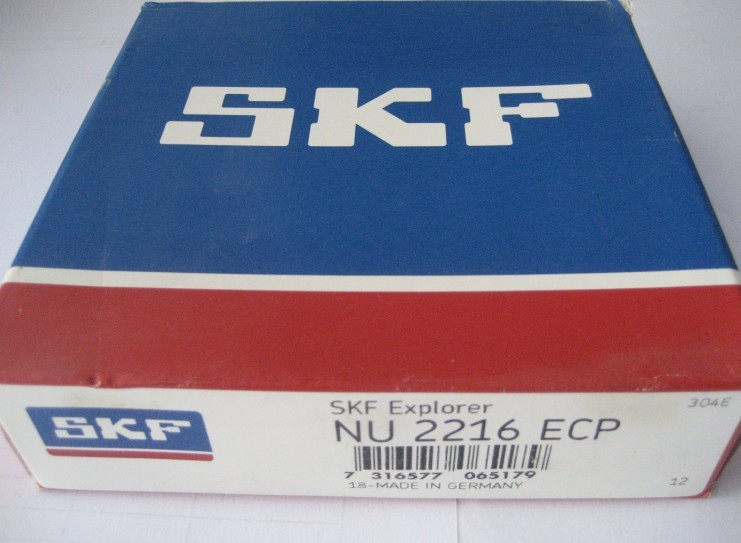 SKF
SKF
SKF Explorer
304E
NU 2216 ECP
7 316577 065179
18-MADE IN GERMANY
12